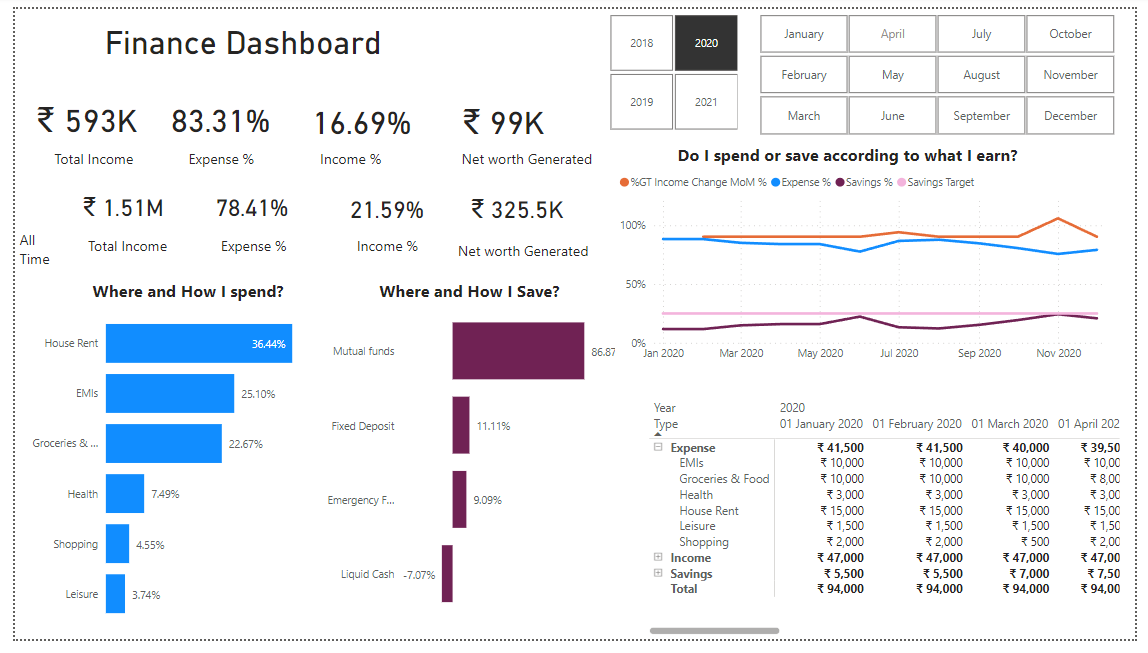 Finance Dashboard
2018
2020
2019
2021
January
April
July
October
February
May
August
November
March
June
September
December
₹ 593K
83.31%
16.69%
₹ 99K
Total Income
Expense %
Income %
Net worth Generated
₹ 1.51M
78.41%
21.59%
₹ 325.5K
All
Time
Total Income
Expense %
Income %
Net worth Generated
Where and How I spend?
House Rent
36.44%
EMIs
25.10%
Groceries & ...
22.67%
Health
7.49%
Shopping
4.55%
Leisure
3.74%
Where and How I Save?
Mutual funds
86.87
Fixed Deposit
11.11%
Emergency F...
9.09%
Liquid Cash
-7.07%
Do I spend or save according to what I earn?
%GT Income Change MoM %
Expense %
Savings %
Savings Target
100%
50%
0%
Jan 2020
Mar 2020
May 2020
Jul 2020
Sep 2020
Nov 2020
Year 2020
Type 01 January 2020 01 February 2020 01 March 2020 01 April 202
Expense ₹ 41,500 ₹ 41,500 ₹ 40,000 ₹ 39,50
EMIs ₹ 10,000 ₹ 10,000 ₹ 10,000 ₹ 10,00
Groceries & Food ₹ 10,000 ₹ 10,000 ₹ 10,000 ₹ 8,00
Health ₹ 3,000 ₹ 3,000 ₹ 3,000 ₹ 3,00
House Rent ₹ 15,000 ₹ 15,000 ₹ 15,000 ₹ 15,00
Leisure ₹ 1,500 ₹ 1,500 ₹ 1,500 ₹ 1,50
Shopping ₹ 2,000 ₹ 2,000 ₹ 500 ₹ 2,00
Income ₹ 47,000 ₹ 47,000 ₹ 47,000 ₹ 47,00
Savings ₹ 5,500 ₹ 5,500 ₹ 7,000 ₹ 7,50
Total ₹ 94,000 ₹ 94,000 ₹ 94,000 ₹ 94,00